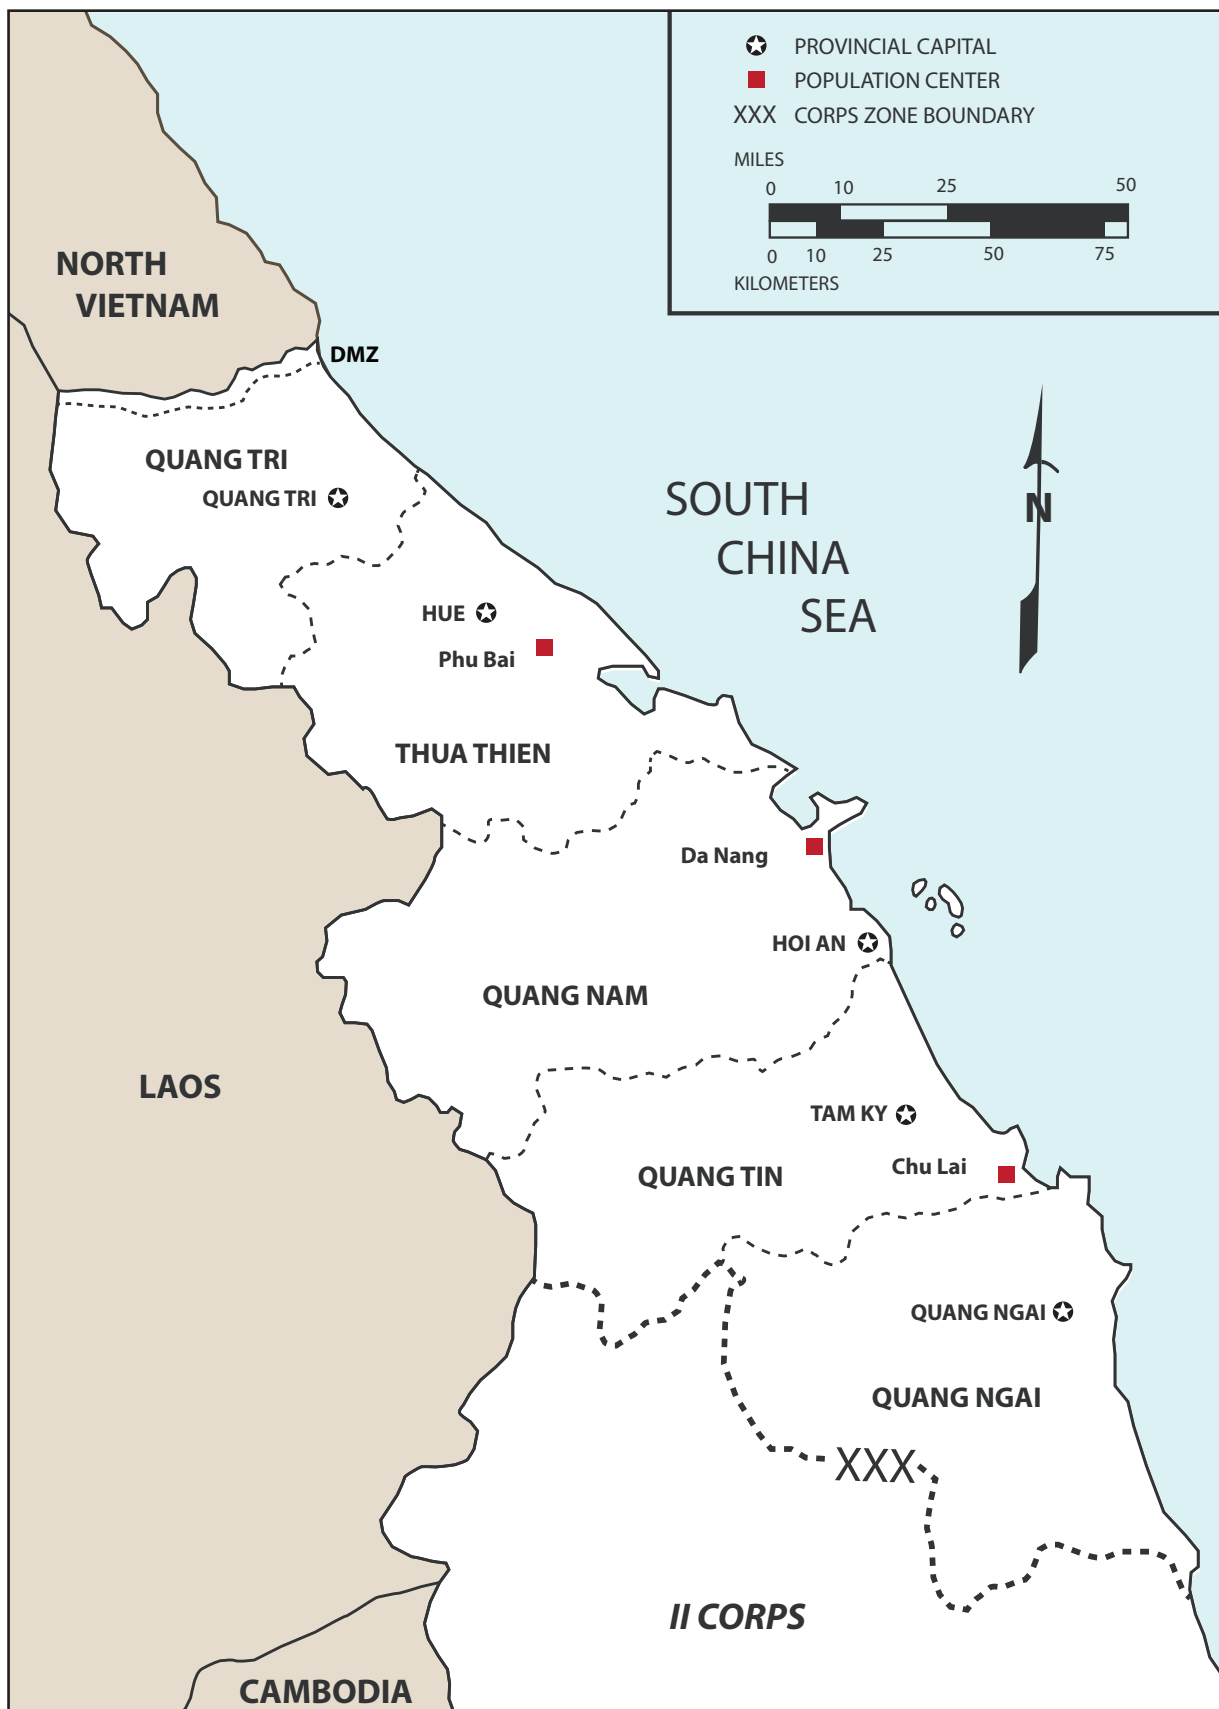 PROVINCIAL CAPITAL
POPULATION CENTER
XXX CORPS ZONE BOUNDARY
MILES
0 10 25 50
0 10 25 50 75
KILOMETERS
NORTH
VIETNAM
DMZ
QUANG TRI
QUANG TRI
SOUTH
CHINA
SEA
N
HUE
Phu Bai
THUA THIEN
Da Nang
HOI AN
QUANG NAM
LAOS
TAM KY
Chu Lai
QUANG TIN
QUANG NGAI
QUANG NGAI
XXX
II CORPS
CAMBODIA